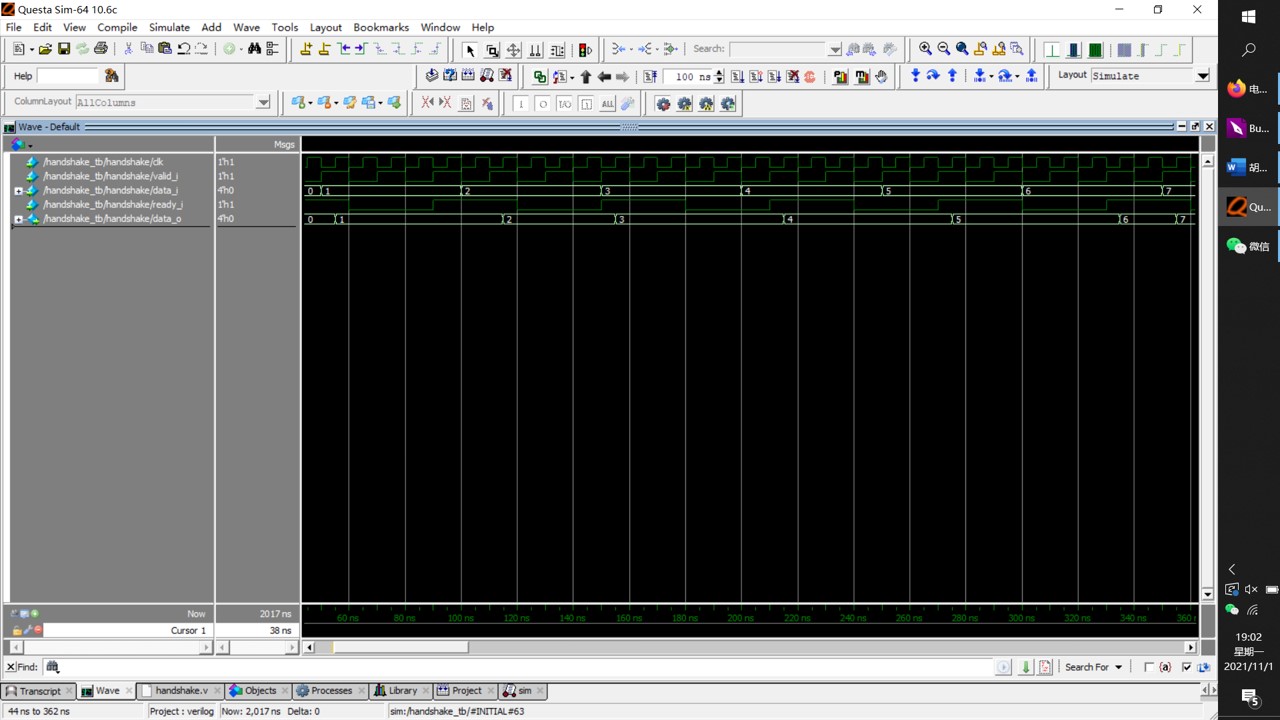 Questa Sim-64 10.6c
File Edit View Compile Simulate Add Wave Tools Layout Bookmarks Window Help
Search:
Help
100 ns
Layout Simulate
ColumnLayout AllColumns
Wave - Default
Msgs
/handshake_tb/handshake/clk 1'h1
/handshake_tb/handshake/valid_i 1'h1
/handshake_tb/handshake/data_i 4'h0 0 1 2 3 4 5 6 7
/handshake_tb/handshake/ready_i 1'h1
/handshake_tb/handshake/data_o 4'h0 0 1 2 3 4 5 6 7
Now 2017 ns
Cursor 1 38 ns
60 ns 80 ns 100 ns 120 ns 140 ns 160 ns 180 ns 200 ns 220 ns 240 ns 260 ns 280 ns 300 ns 320 ns 340 ns 360
Find: Search For
Transcript Wave handshake.v Objects Processes Library Project sim
44 ns to 362 ns Project : verilog Now: 2,017 ns Delta: 0 sim:/handshake_tb/#INITIAL#63
电...
Bu...
胡...
Qu...
微信
19:02
星期一
2021/11/1
5